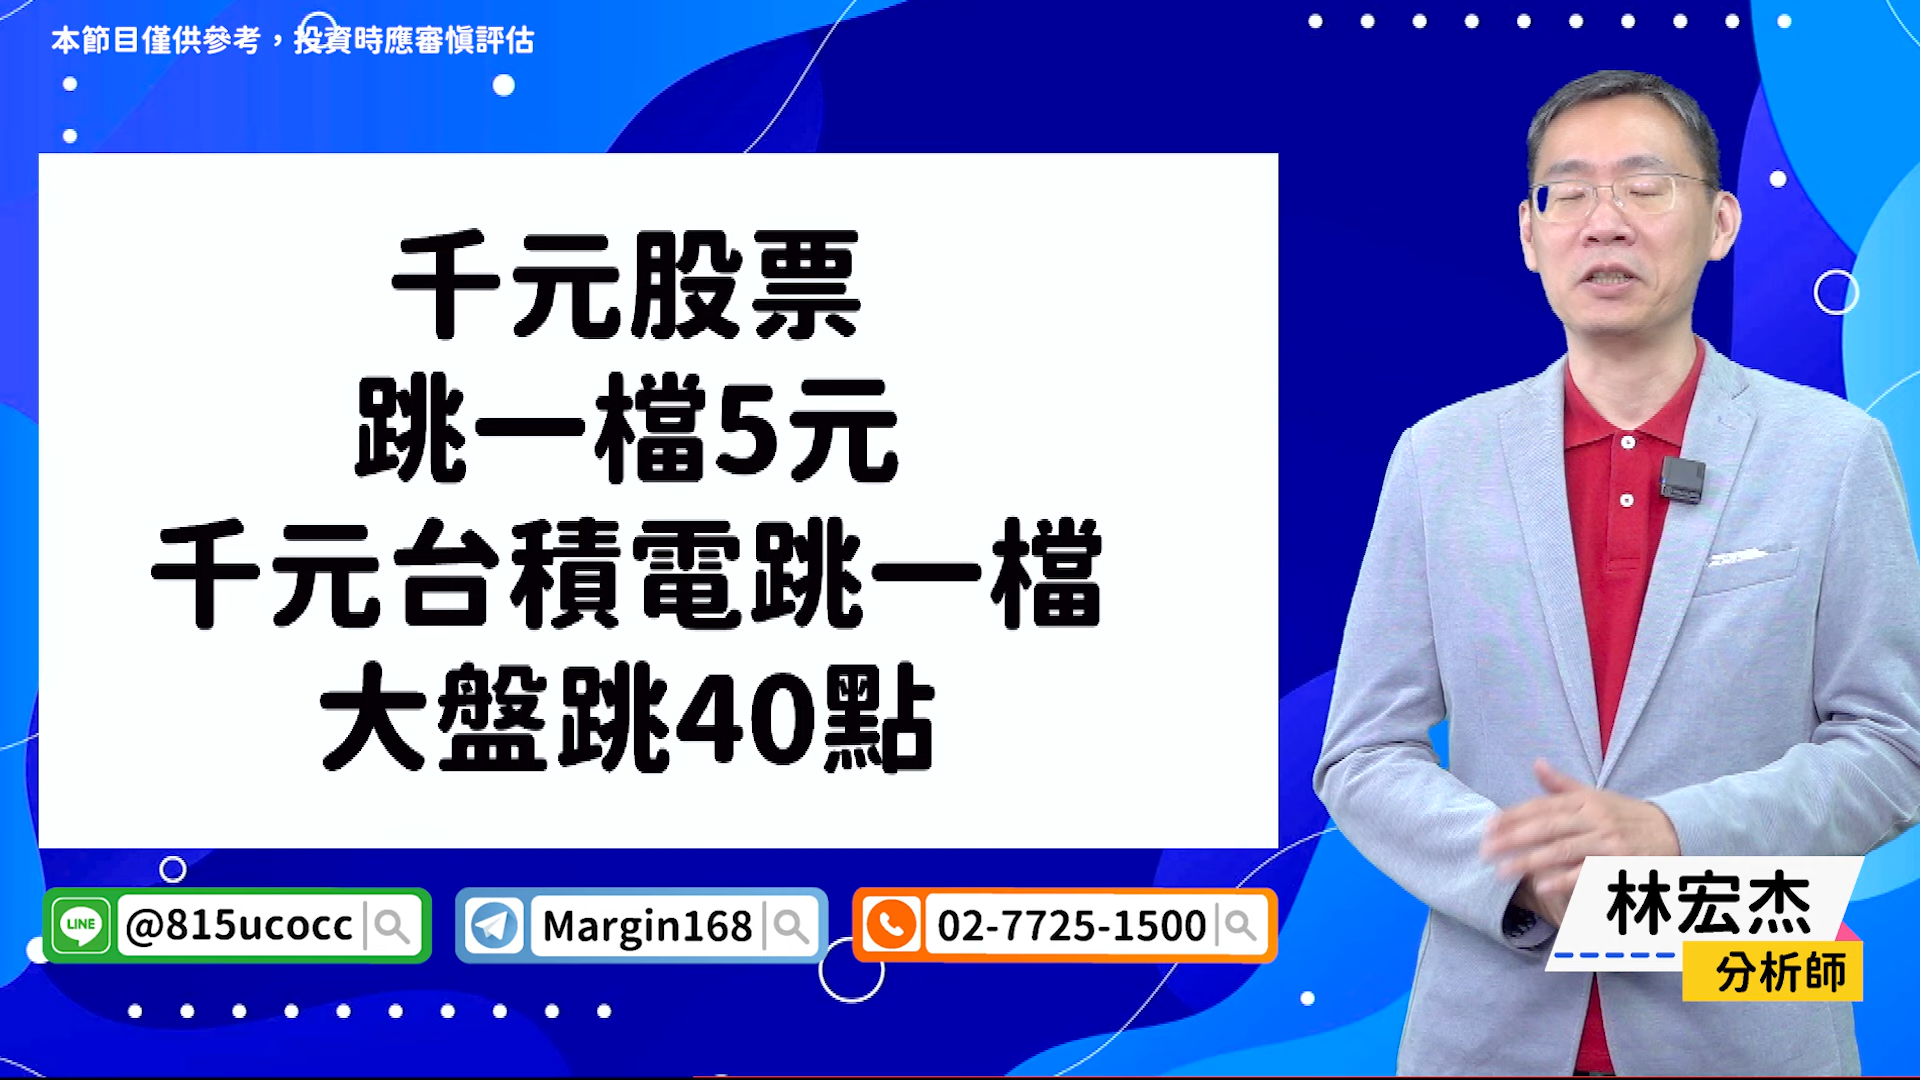 本節目僅供參考，投資時應審慎評估
千元股票
跳一檔5元
千元台積電跳一檔
大盤跳40點
LINE @815ucocc
Margin168
02-7725-1500
林宏杰
分析師